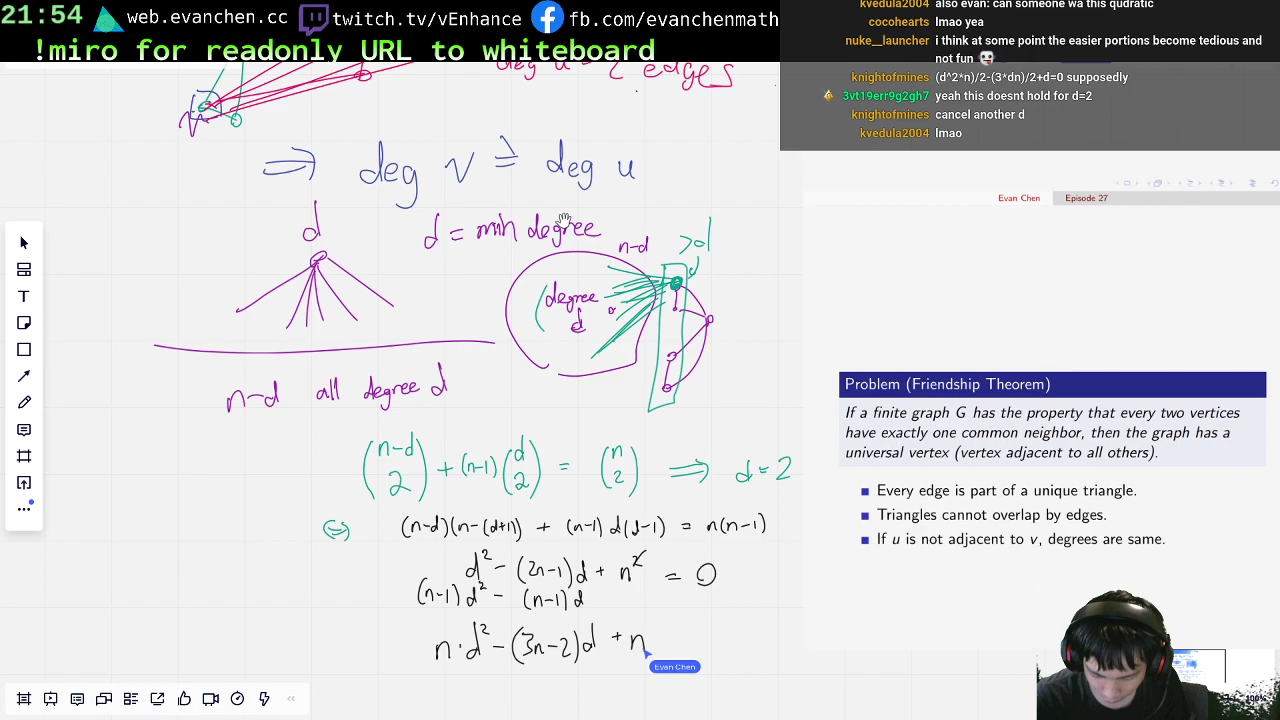 21:54 web.evanchen.cc twitch.tv/vEnhance fb.com/evanchenmath
!miro for readonly URL to whiteboard
kvedula2004 also evan: can someone wa this qudratic
cocohearts lmao yea
nuke__launcher i think at some point the easier portions become tedious and
not fun
knightofmines (d^2*n)/2-(3*dn)/2+d=0 supposedly
3vt19err9g2gh7 yeah this doesnt hold for d=2
knightofmines cancel another d
kvedula2004 lmao
deg u - 2 edges
v
⇒ deg v ≥ deg u
d
d = min degree
n-d
>d
degree
d
n-d all degree d
(n-d 2) + (n-1) (d 2) = (n 2) ⇒ d=2
⇔ (n-d)(n-(d+1)) + (n-1) d(d-1) = n(n-1)
d² - (2n-1)d + n² = 0
(n-1)d² - (n-1)d
n·d² - (3n-2)d + n
Evan Chen
Evan Chen Episode 27
Problem (Friendship Theorem)
If a finite graph G has the property that every two vertices
have exactly one common neighbor, then the graph has a
universal vertex (vertex adjacent to all others).
Every edge is part of a unique triangle.
Triangles cannot overlap by edges.
If u is not adjacent to v, degrees are same.
100%